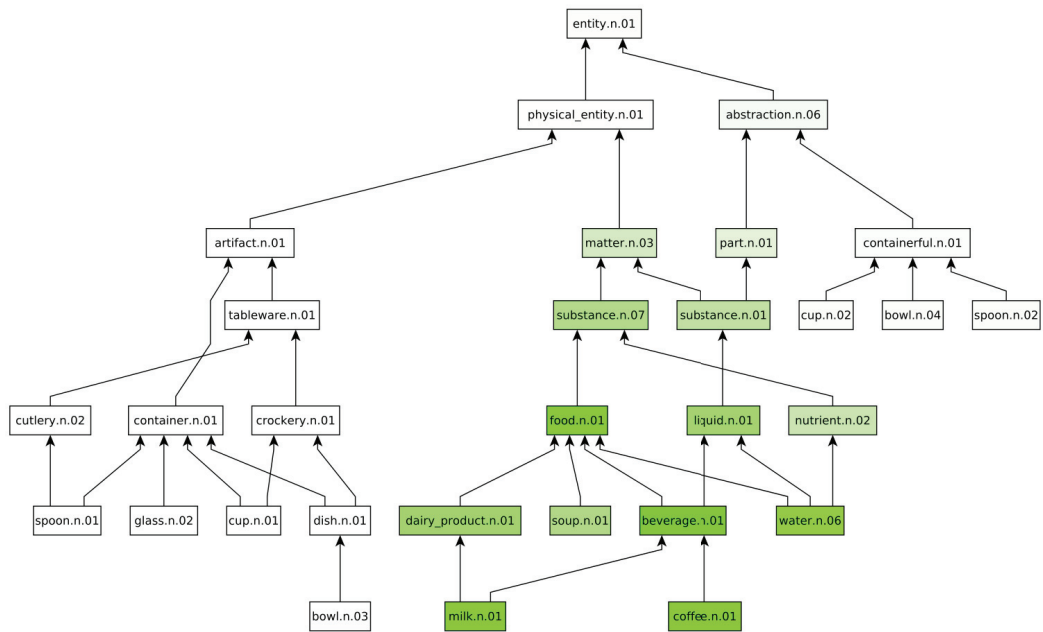 entity.n.01
physical_entity.n.01
abstraction.n.06
artifact.n.01
matter.n.03
part.n.01
containerful.n.01
tableware.n.01
substance.n.07
substance.n.01
cup.n.02
bowl.n.04
spoon.n.02
cutlery.n.02
container.n.01
crockery.n.01
food.n.01
liquid.n.01
nutrient.n.02
spoon.n.01
glass.n.02
cup.n.01
dish.n.01
dairy_product.n.01
soup.n.01
beverage.n.01
water.n.06
bowl.n.03
milk.n.01
coffee.n.01